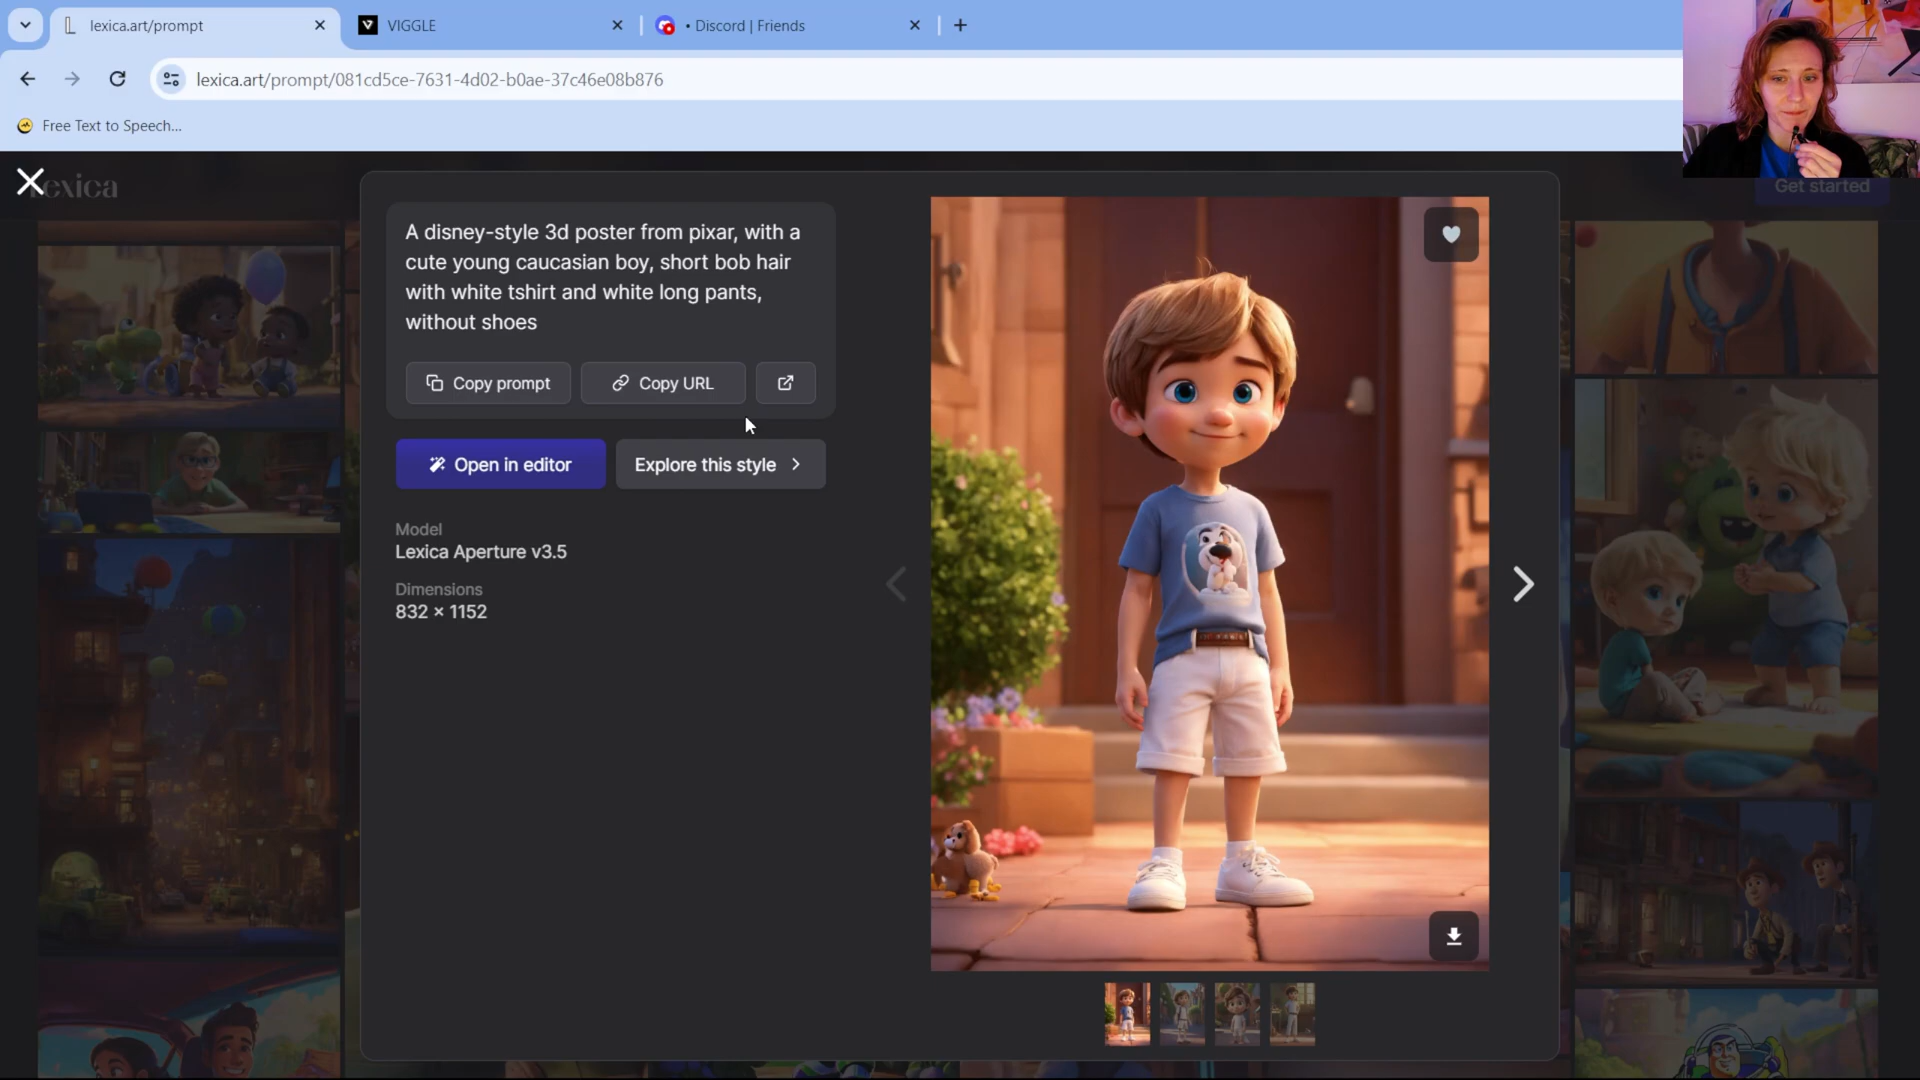 lexica.art/prompt
VIGGLE
• Discord | Friends
lexica.art/prompt/081cd5ce-7631-4d02-b0ae-37c46e08b876
Free Text to Speech...
exica
Get started
A disney-style 3d poster from pixar, with a
cute young caucasian boy, short bob hair
with white tshirt and white long pants,
without shoes
Copy prompt
Copy URL
Open in editor
Explore this style
Model
Lexica Aperture v3.5
Dimensions
832 × 1152